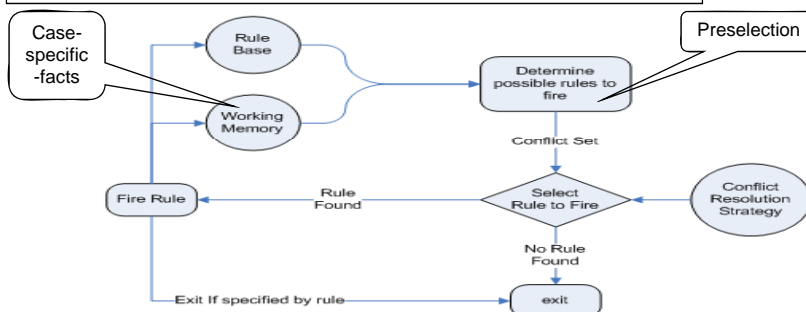 Case-
specific
-facts
Rule
Base
Preselection
Determine
possible rules to
fire
Working
Memory
Conflict Set
Fire Rule
Rule
Found
Select
Rule to Fire
Conflict
Resolution
Strategy
No Rule
Found
Exit If specified by rule
exit